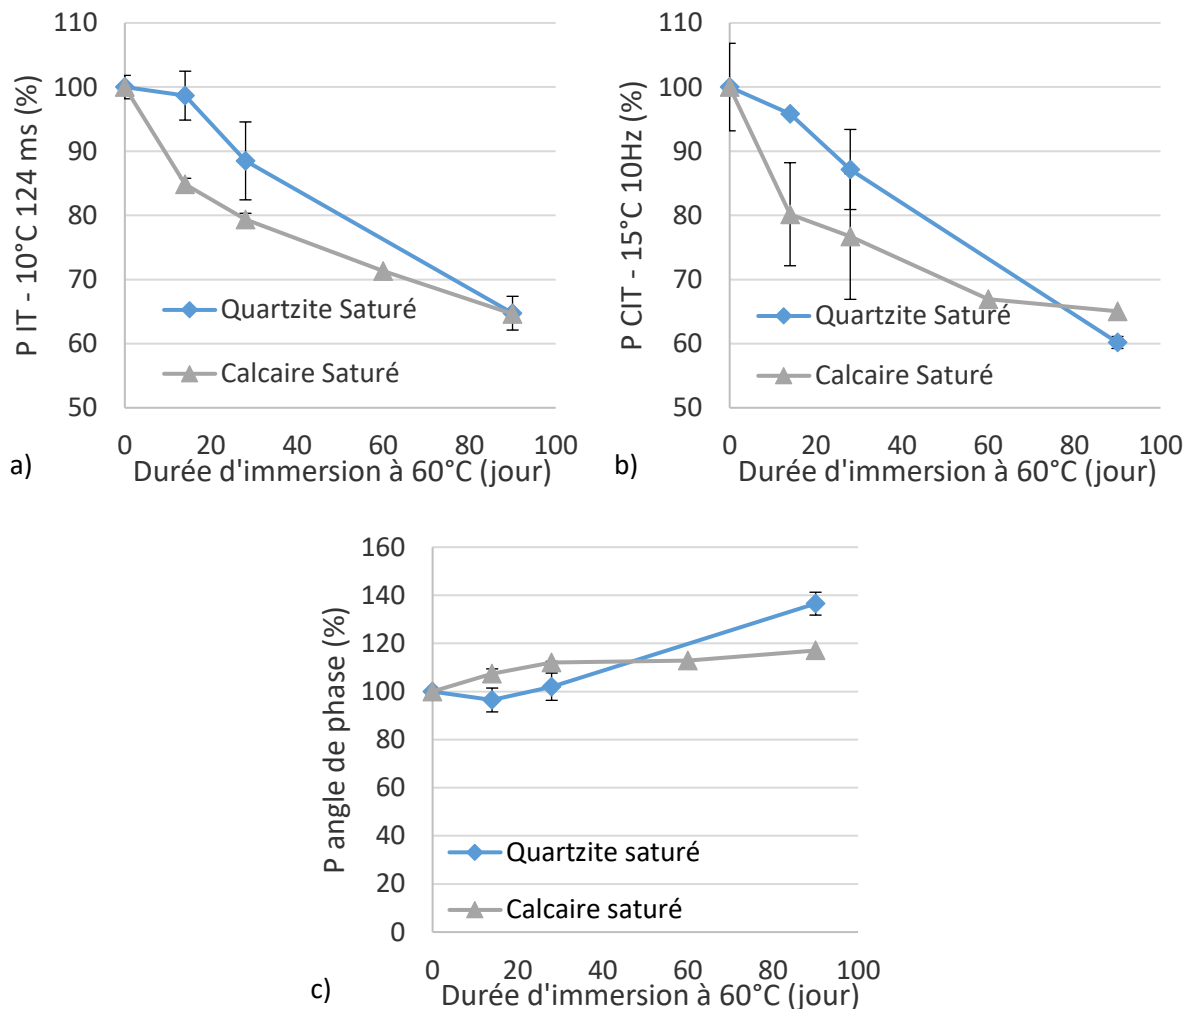 110
100
90
80
70
60
50
P IT - 10°C 124 ms (%)
Quartzite Saturé
Calcaire Saturé
0 20 40 60 80 100
a) Durée d'immersion à 60°C (jour)
110
100
90
80
70
60
50
P CIT - 15°C 10Hz (%)
Quartzite Saturé
Calcaire Saturé
0 20 40 60 80 100
b) Durée d'immersion à 60°C (jour)
160
140
120
100
80
60
40
20
0
P angle de phase (%)
Quartzite saturé
Calcaire saturé
0 20 40 60 80 100
c) Durée d'immersion à 60°C (jour)